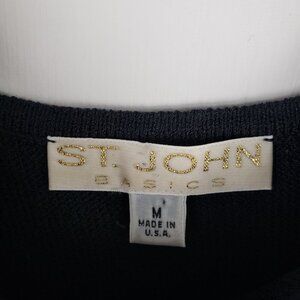 ST. JOHN
BASICS
M
MADE IN
U.S.A.